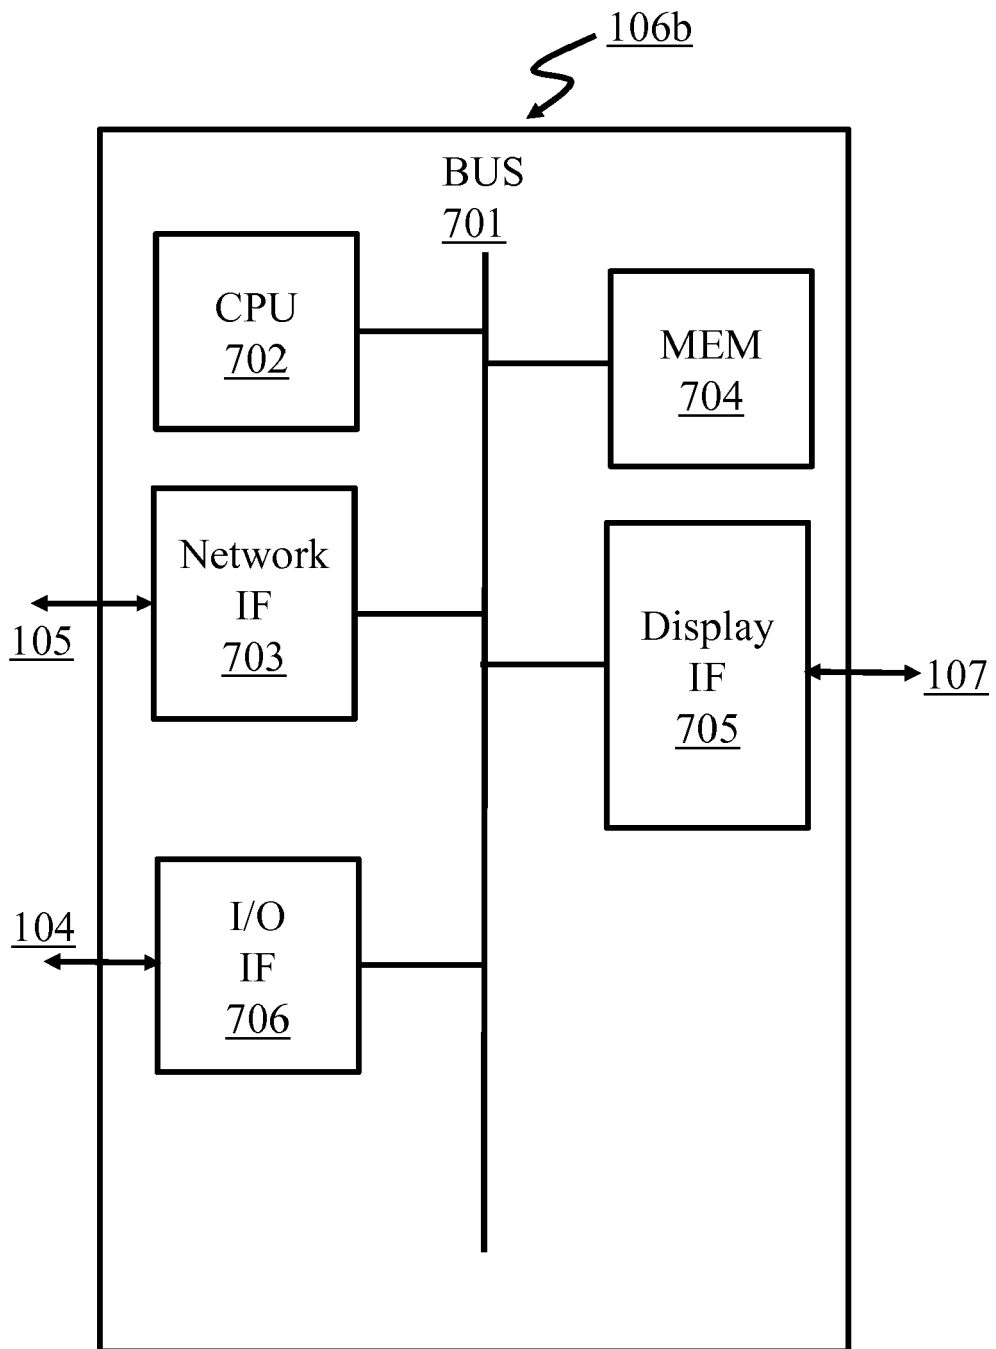 106b
BUS
701
CPU
702
MEM
704
Network
IF
703
105
Display
IF
705
107
I/O
IF
706
104